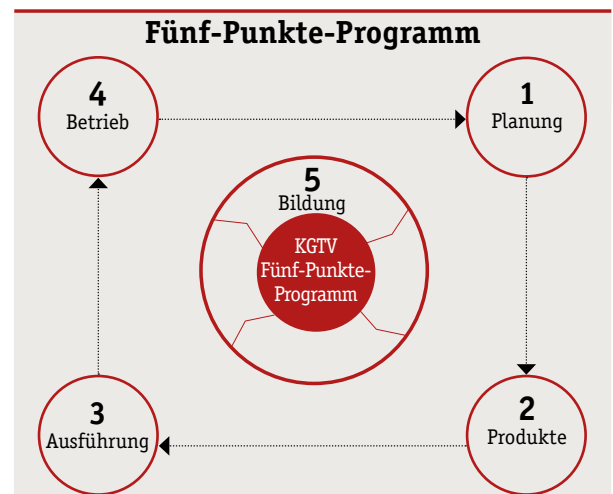 Fünf-Punkte-Programm
4
Betrieb
1
Planung
5
Bildung
KGTV
Fünf-Punkte-
Programm
3
Ausführung
2
Produkte